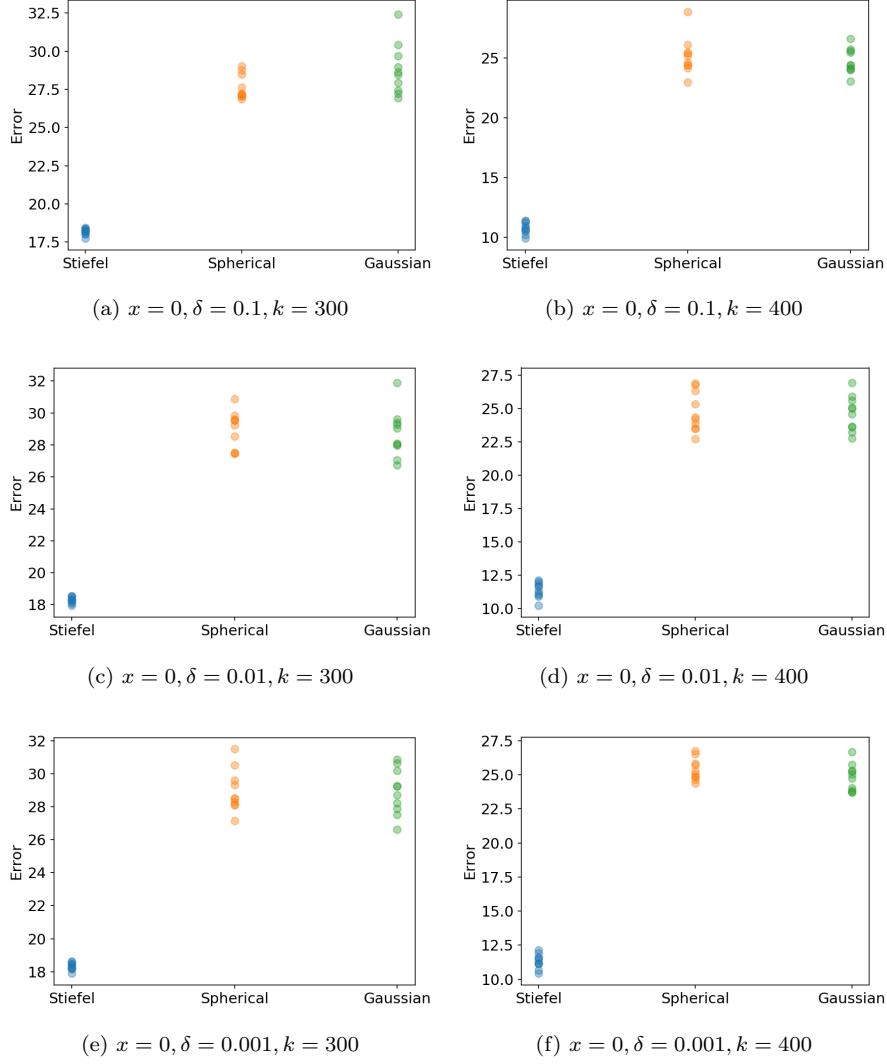 32.5
30.0
27.5
25.0
22.5
20.0
17.5
Error
Stiefel Spherical Gaussian
(a) x = 0, δ = 0.1, k = 300
25
20
15
10
Error
Stiefel Spherical Gaussian
(b) x = 0, δ = 0.1, k = 400
32
30
28
26
24
22
20
18
Error
Stiefel Spherical Gaussian
(c) x = 0, δ = 0.01, k = 300
27.5
25.0
22.5
20.0
17.5
15.0
12.5
10.0
Error
Stiefel Spherical Gaussian
(d) x = 0, δ = 0.01, k = 400
32
30
28
26
24
22
20
18
Error
Stiefel Spherical Gaussian
(e) x = 0, δ = 0.001, k = 300
27.5
25.0
22.5
20.0
17.5
15.0
12.5
10.0
Error
Stiefel Spherical Gaussian
(f) x = 0, δ = 0.001, k = 400